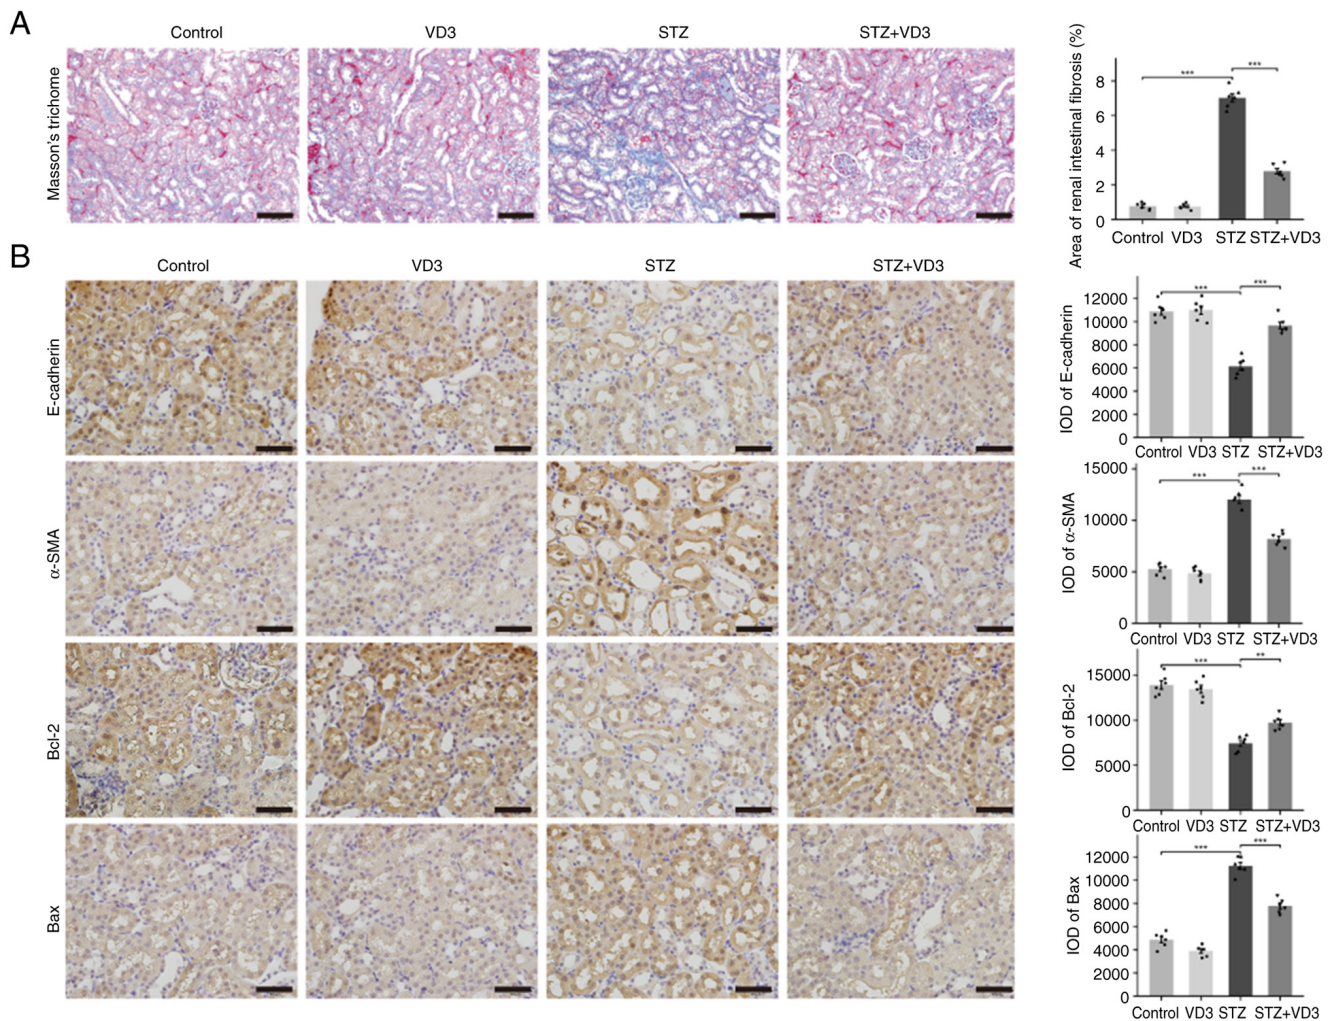 A
Control VD3 STZ STZ+VD3
Masson's trichome
Area of renal intestinal fibrosis (%)
8
6
4
2
0
*** ***
Control VD3 STZ STZ+VD3
B
Control VD3 STZ STZ+VD3
E-cadherin
IOD of E-cadherin
12000
10000
8000
6000
4000
2000
0
*** ***
Control VD3 STZ STZ+VD3
α-SMA
IOD of α-SMA
15000
10000
5000
0
*** ***
Control VD3 STZ STZ+VD3
Bcl-2
IOD of Bcl-2
15000
10000
5000
0
*** **
Control VD3 STZ STZ+VD3
Bax
IOD of Bax
12000
10000
8000
6000
4000
2000
0
*** ***
Control VD3 STZ STZ+VD3